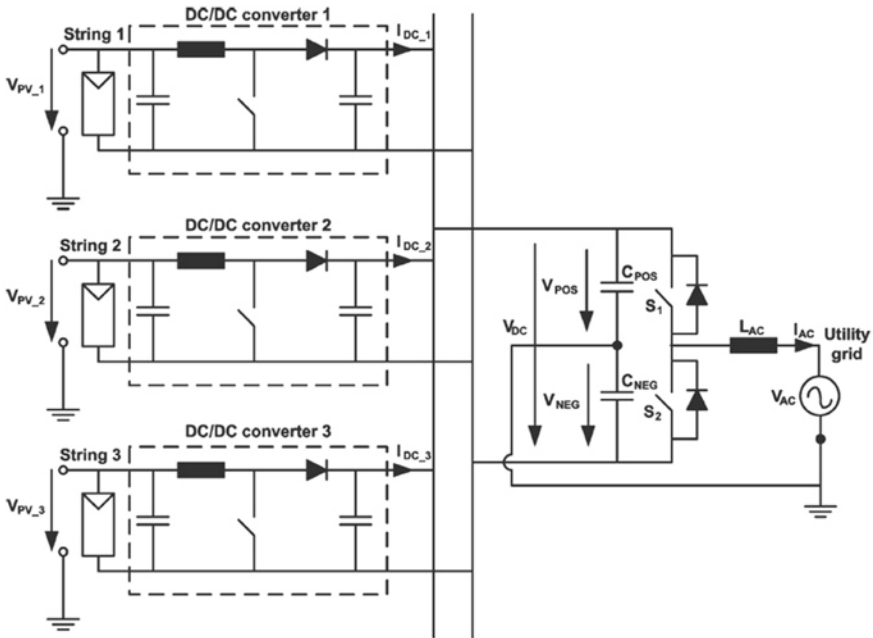 DC/DC converter 1
String 1
I_DC_1
V_PV_1
DC/DC converter 2
String 2
I_DC_2
V_PV_2
C_POS
V_POS
S_1
V_DC
L_AC
I_AC
Utility
grid
C_NEG
V_NEG
V_AC
S_2
DC/DC converter 3
String 3
I_DC_3
V_PV_3